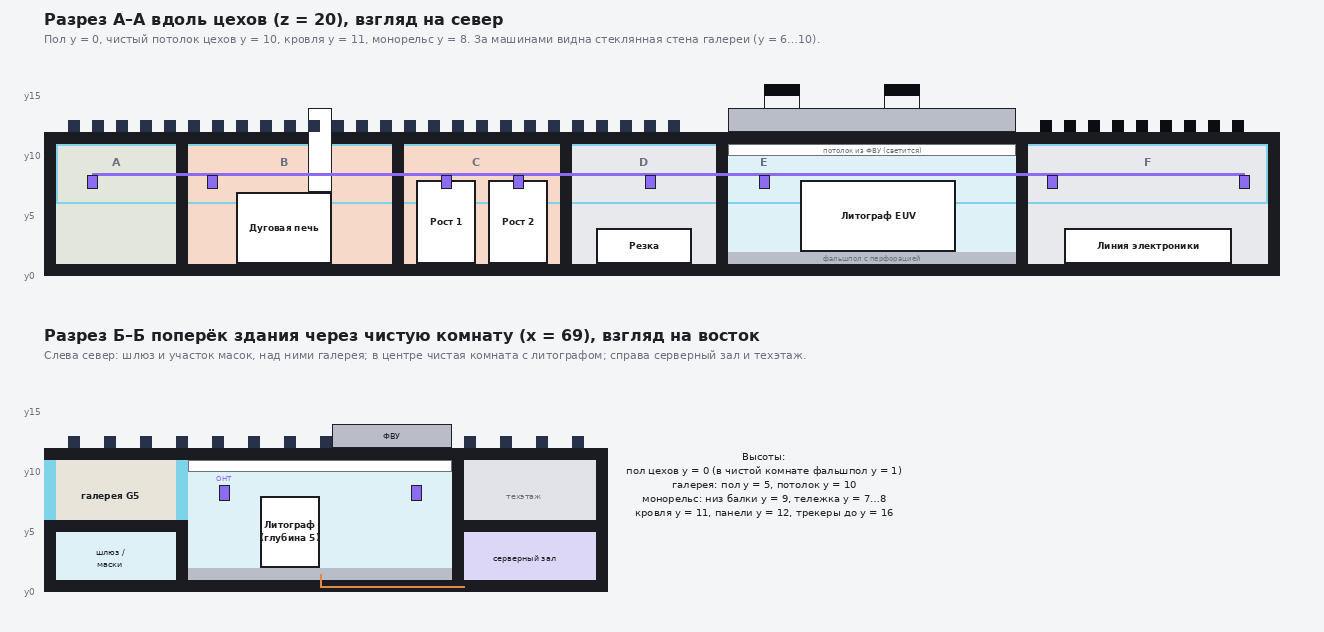 Разрез А–А вдоль цехов (z = 20), взгляд на север
Пол y = 0, чистый потолок цехов y = 10, кровля y = 11, монорельс y = 8. За машинами видна стеклянная стена галереи (y = 6…10).
y15
y10
y5
y0
A
B
C
D
E
F
потолок из ФВУ (светится)
Дуговая печь
Рост 1
Рост 2
Резка
Литограф EUV
Линия электроники
фальшпол с перфорацией
Разрез Б–Б поперёк здания через чистую комнату (x = 69), взгляд на восток
Слева север: шлюз и участок масок, над ними галерея; в центре чистая комната с литографом; справа серверный зал и техэтаж.
y15
y10
y5
y0
ФВУ
OHT
галерея G5
техэтаж
Литограф
(глубина 5)
шлюз /
маски
серверный зал
Высоты:
пол цехов y = 0 (в чистой комнате фальшпол y = 1)
галерея: пол y = 5, потолок y = 10
монорельс: низ балки y = 9, тележка y = 7…8
кровля y = 11, панели y = 12, трекеры до y = 16